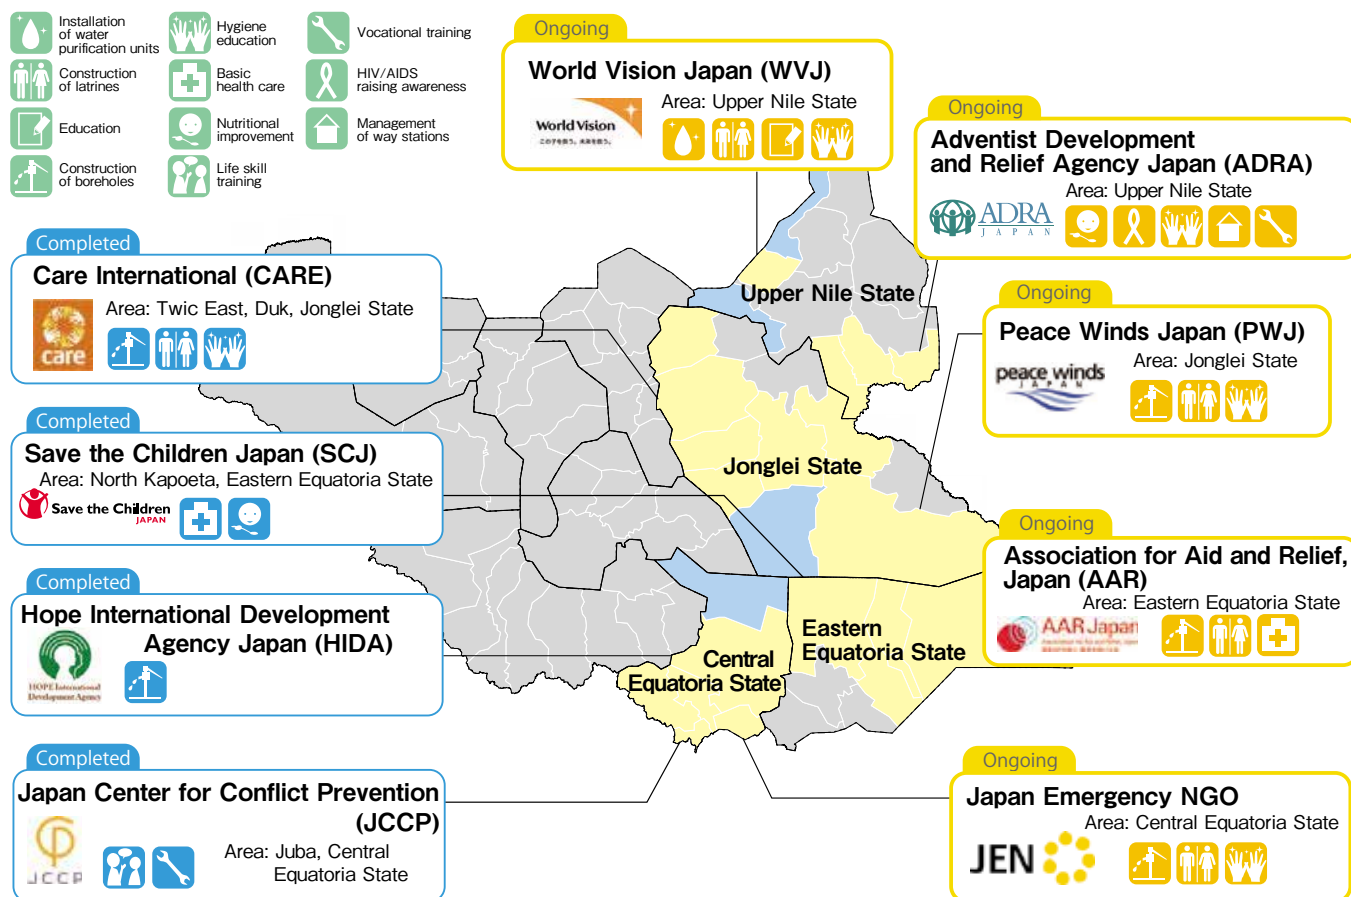 Installation
of water
purification units
Hygiene
education
Vocational training
Construction
of latrines
Basic
health care
HIV/AIDS
raising awareness
Education
Nutritional
improvement
Management
of way stations
Construction
of boreholes
Life skill
training
Ongoing
World Vision Japan (WVJ)
Area: Upper Nile State
World Vision
Ongoing
Adventist Development
and Relief Agency Japan (ADRA)
Area: Upper Nile State
ADRA
JAPAN
Completed
Care International (CARE)
Area: Twic East, Duk, Jonglei State
care
Ongoing
Peace Winds Japan (PWJ)
Area: Jonglei State
peace winds
JAPAN
Completed
Save the Children Japan (SCJ)
Area: North Kapoeta, Eastern Equatoria State
Save the Children
JAPAN
Upper Nile State
Jonglei State
Eastern
Equatoria State
Central
Equatoria State
Ongoing
Association for Aid and Relief,
Japan (AAR)
Area: Eastern Equatoria State
AAR Japan
Completed
Hope International Development
Agency Japan (HIDA)
HOPE International
Development Agency
Completed
Japan Center for Conflict Prevention
(JCCP)
JCCP
Area: Juba, Central
Equatoria State
Ongoing
Japan Emergency NGO
Area: Central Equatoria State
JEN